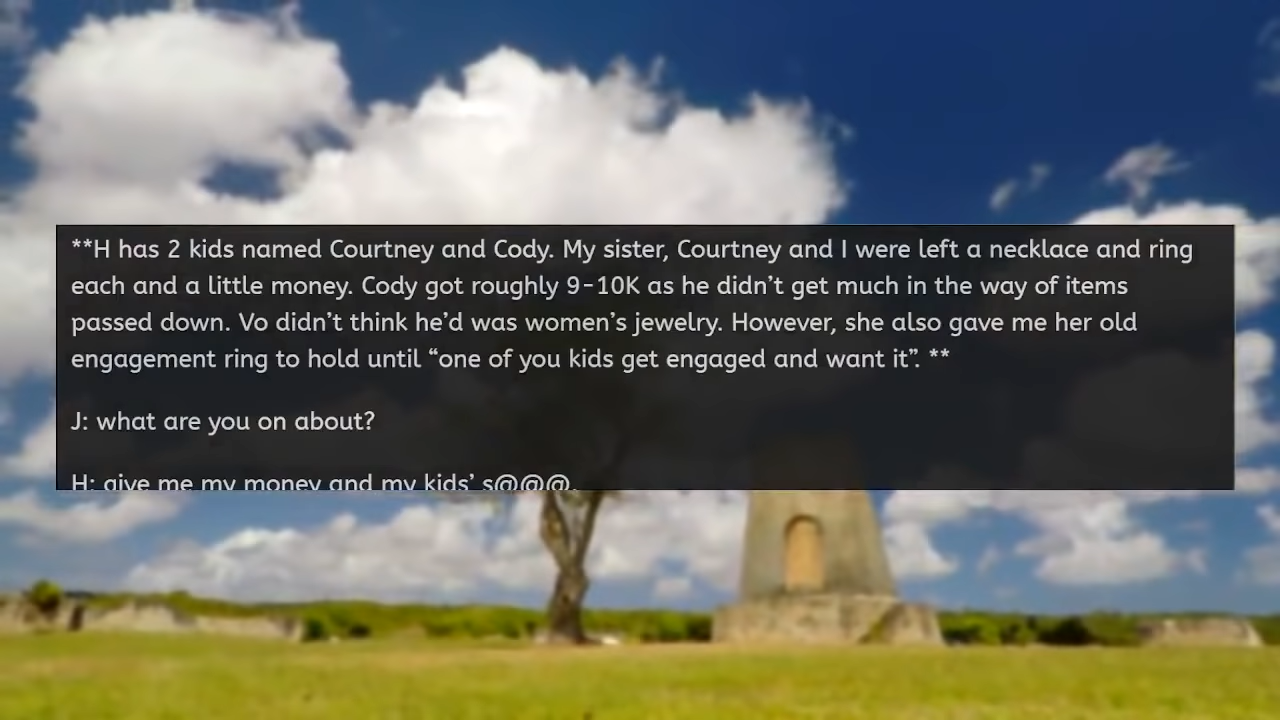 **H has 2 kids named Courtney and Cody. My sister, Courtney and I were left a necklace and ring
each and a little money. Cody got roughly 9-10K as he didn’t get much in the way of items
passed down. Vo didn’t think he’d was women’s jewelry. However, she also gave me her old
engagement ring to hold until “one of you kids get engaged and want it”. **
J: what are you on about?
H: give me my money and my kids’ s@@@.